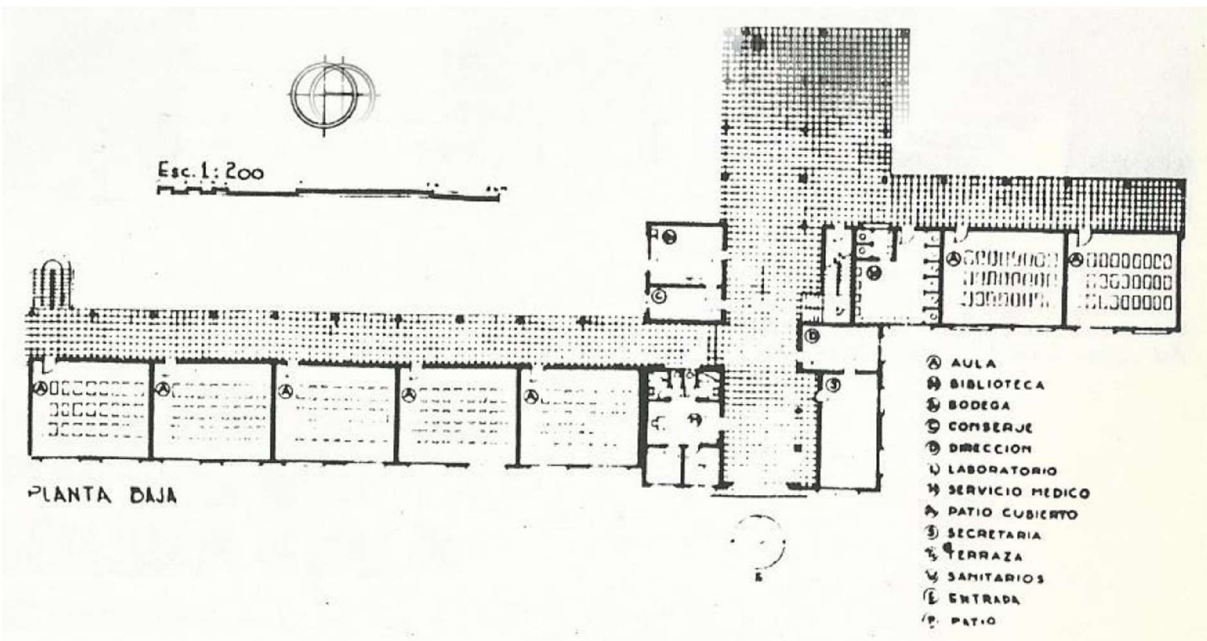 Esc. 1:200
A
A
A
A
A
C
D
S
A
A
PLANTA BAJA
E
A AULA
B BIBLIOTECA
BODEGA
C CONSERJE
D DIRECCION
L LABORATORIO
SERVICIO MEDICO
PATIO CUBIERTO
S SECRETARIA
TERRAZA
SANITARIOS
E ENTRADA
P PATIO